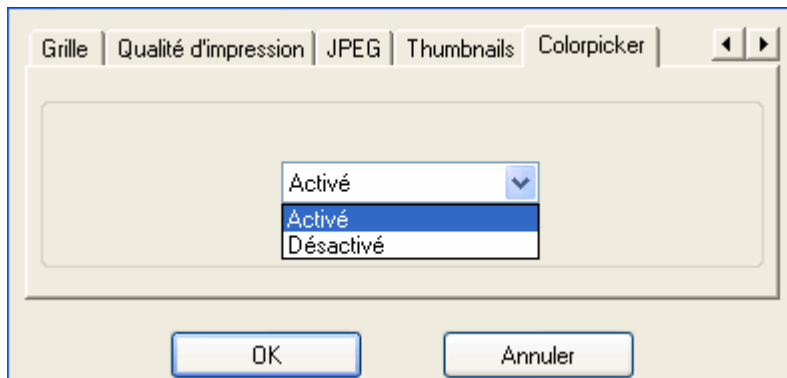 Grille Qualité d'impression JPEG Thumbnails Colorpicker
Activé
Activé
Désactivé
OK Annuler